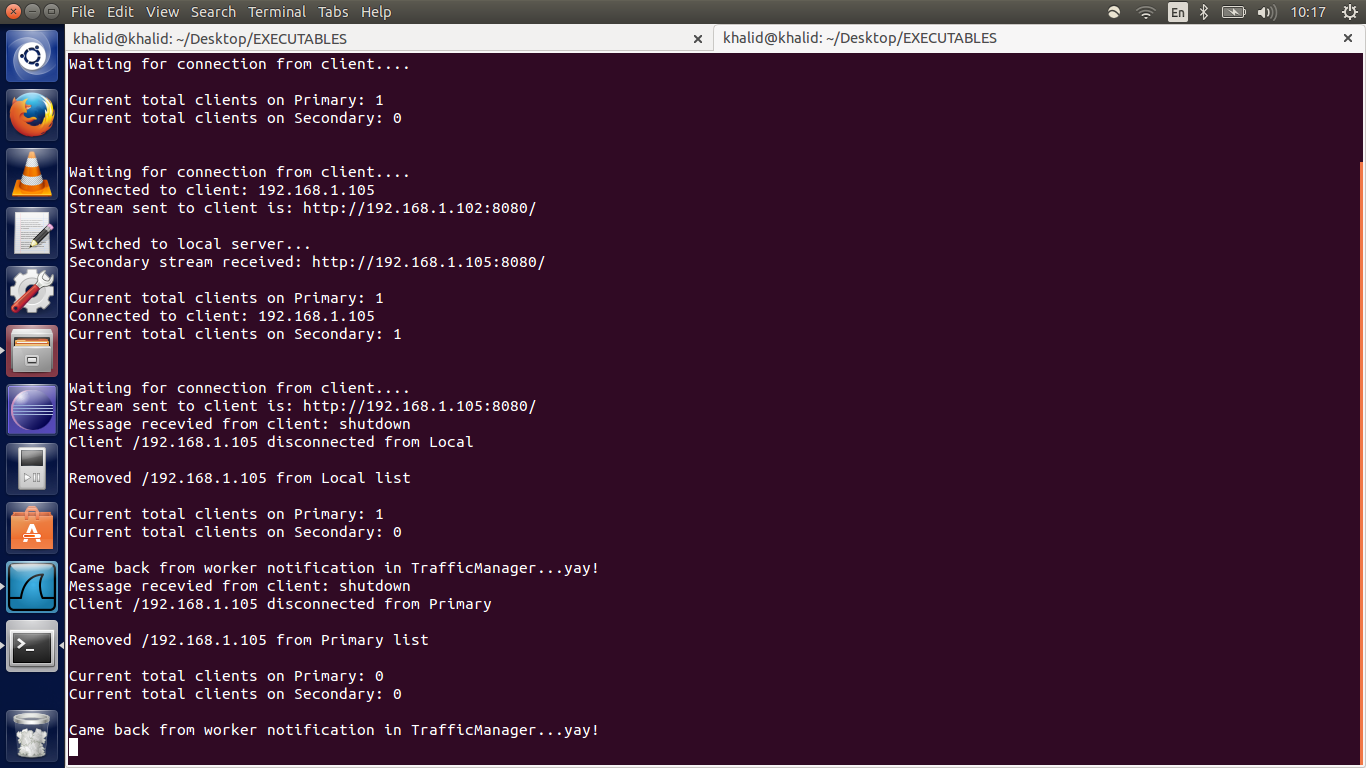 File Edit View Search Terminal Tabs Help
En 10:17
khalid@khalid: ~/Desktop/EXECUTABLES × khalid@khalid: ~/Desktop/EXECUTABLES ×
Waiting for connection from client....
Current total clients on Primary: 1
Current total clients on Secondary: 0
Waiting for connection from client....
Connected to client: 192.168.1.105
Stream sent to client is: http://192.168.1.102:8080/
Switched to local server...
Secondary stream received: http://192.168.1.105:8080/
Current total clients on Primary: 1
Connected to client: 192.168.1.105
Current total clients on Secondary: 1
Waiting for connection from client....
Stream sent to client is: http://192.168.1.105:8080/
Message recevied from client: shutdown
Client /192.168.1.105 disconnected from Local
Removed /192.168.1.105 from Local list
Current total clients on Primary: 1
Current total clients on Secondary: 0
Came back from worker notification in TrafficManager...yay!
Message recevied from client: shutdown
Client /192.168.1.105 disconnected from Primary
Removed /192.168.1.105 from Primary list
Current total clients on Primary: 0
Current total clients on Secondary: 0
Came back from worker notification in TrafficManager...yay!